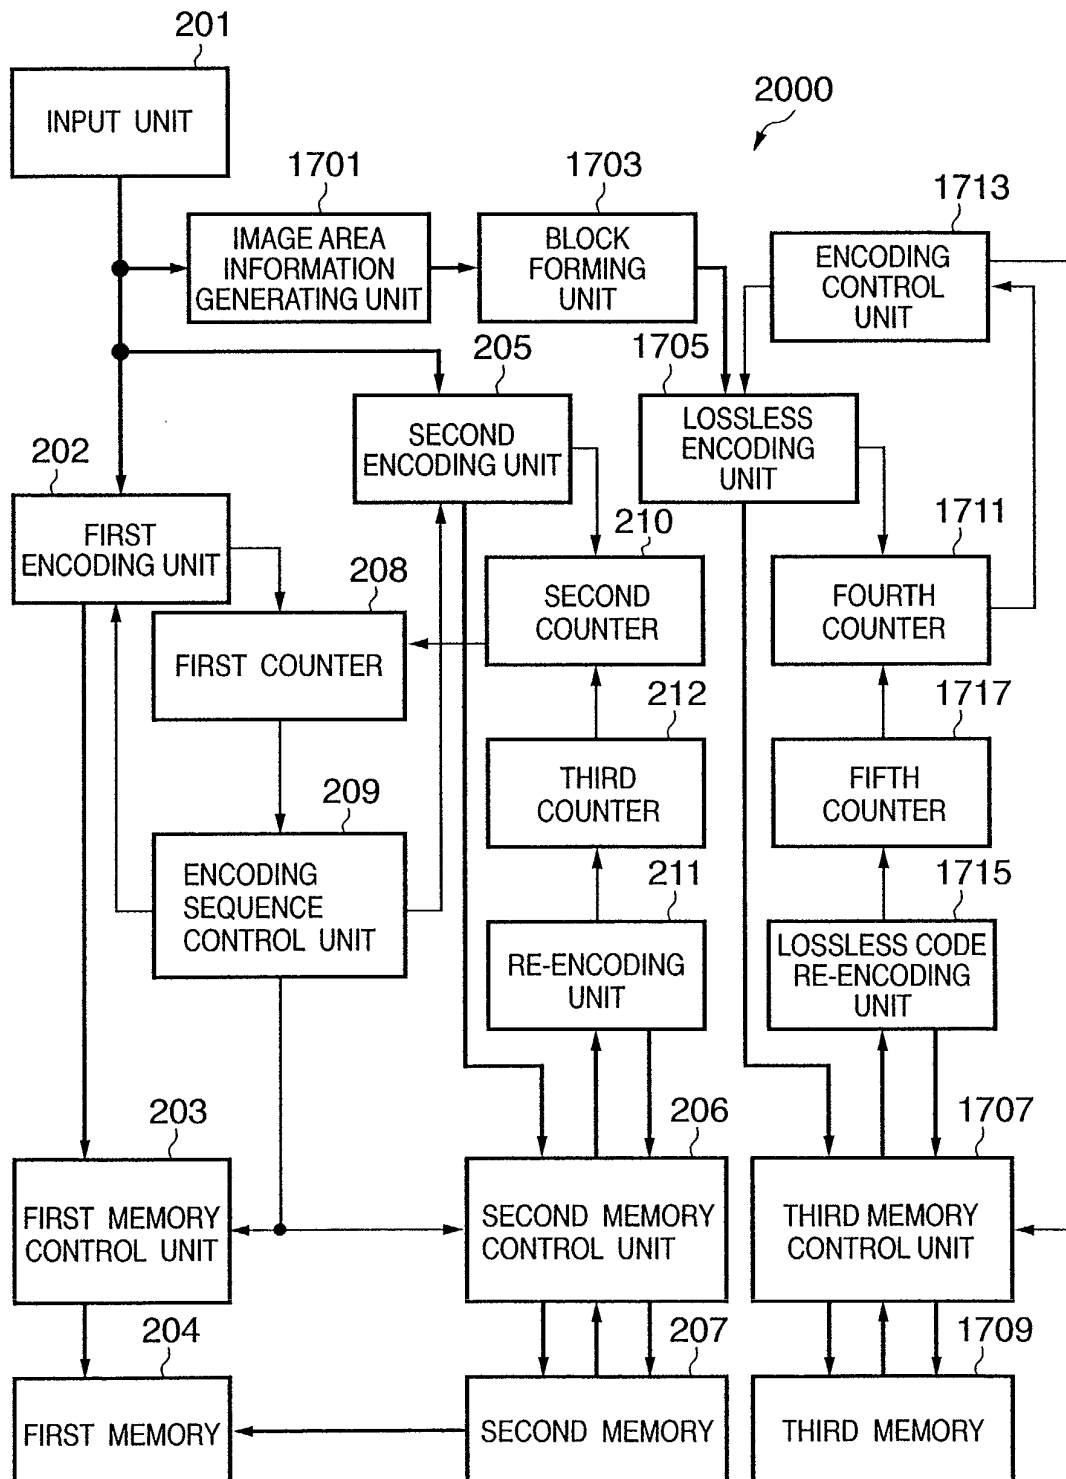 201
INPUT UNIT
2000
1701
IMAGE AREA
INFORMATION
GENERATING UNIT
1703
BLOCK
FORMING
UNIT
1713
ENCODING
CONTROL
UNIT
205
SECOND
ENCODING UNIT
1705
LOSSLESS
ENCODING
UNIT
202
FIRST
ENCODING UNIT
208
FIRST COUNTER
210
SECOND
COUNTER
1711
FOURTH
COUNTER
212
THIRD
COUNTER
1717
FIFTH
COUNTER
209
ENCODING
SEQUENCE
CONTROL UNIT
211
RE-ENCODING
UNIT
1715
LOSSLESS CODE
RE-ENCODING
UNIT
203
FIRST MEMORY
CONTROL UNIT
206
SECOND MEMORY
CONTROL UNIT
1707
THIRD MEMORY
CONTROL UNIT
204
FIRST MEMORY
207
SECOND MEMORY
1709
THIRD MEMORY